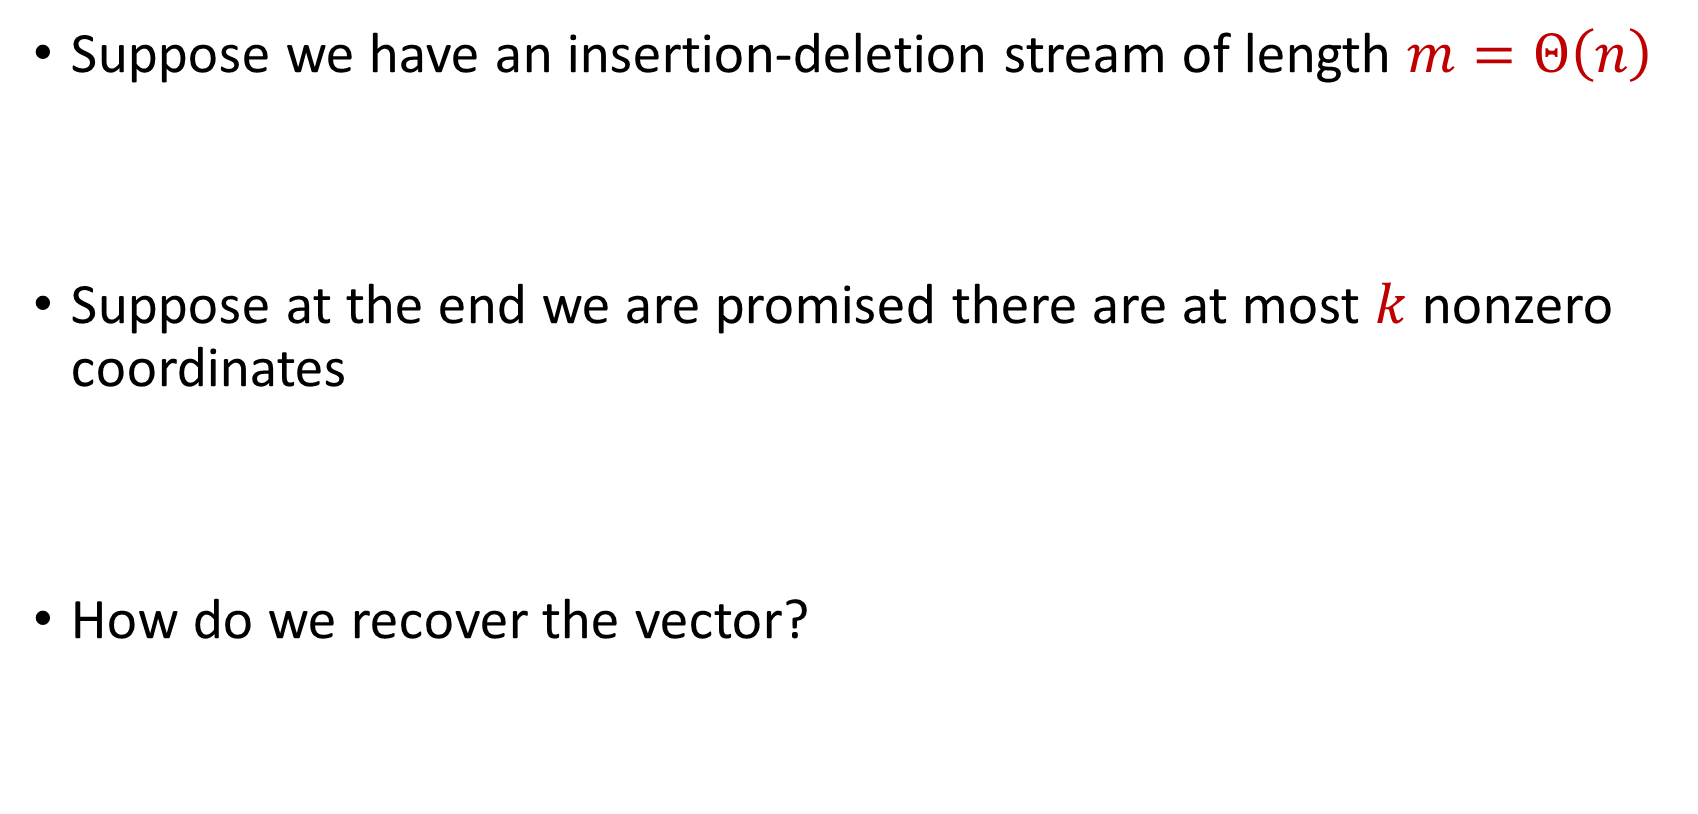 • Suppose we have an insertion-deletion stream of length m = Θ(n)
• Suppose at the end we are promised there are at most k nonzero
coordinates
• How do we recover the vector?